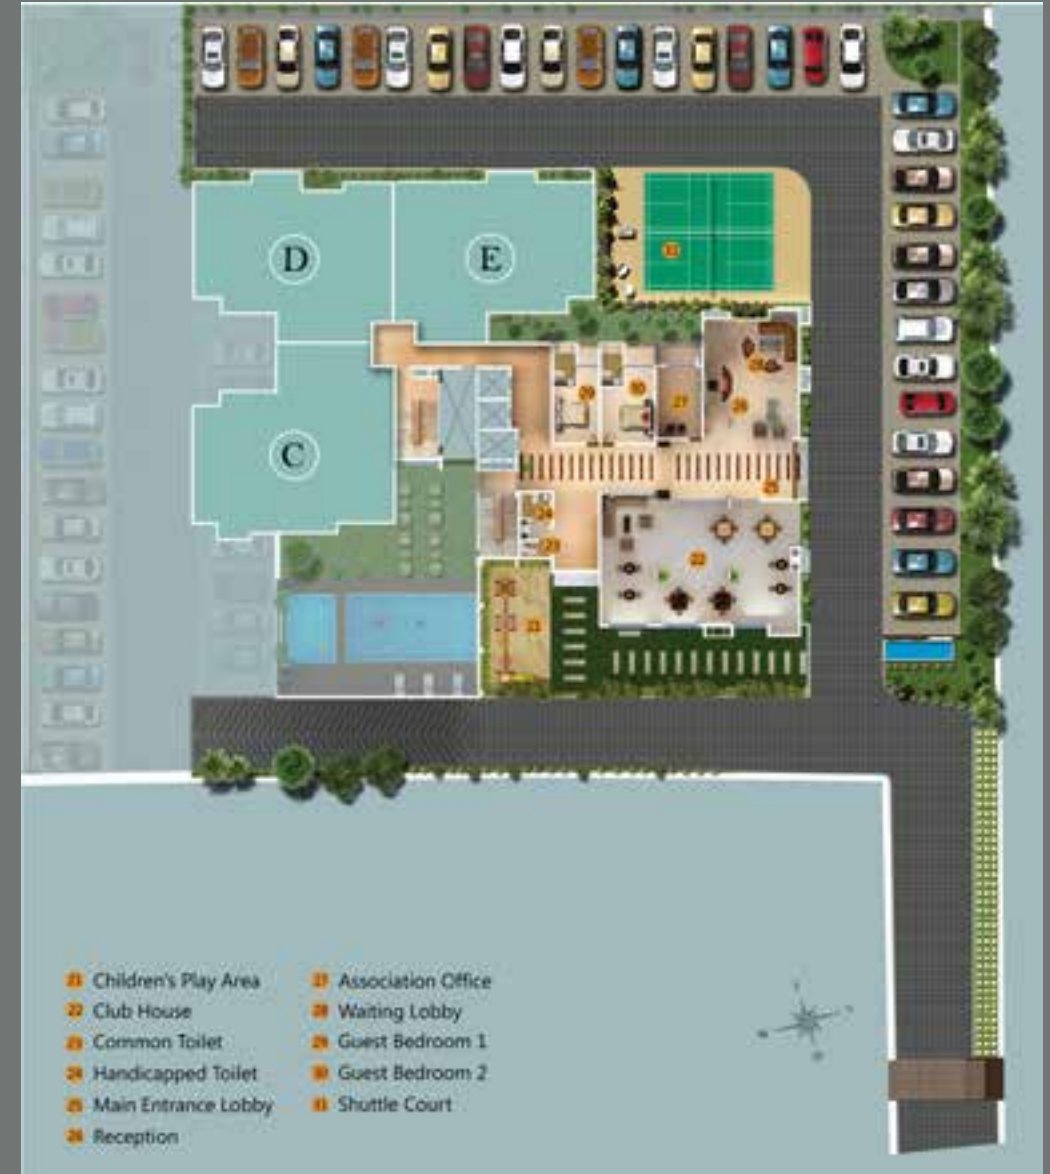 D
E
C
21 Children's Play Area
22 Club House
23 Common Toilet
24 Handicapped Toilet
25 Main Entrance Lobby
26 Reception
27 Association Office
28 Waiting Lobby
29 Guest Bedroom 1
30 Guest Bedroom 2
31 Shuttle Court